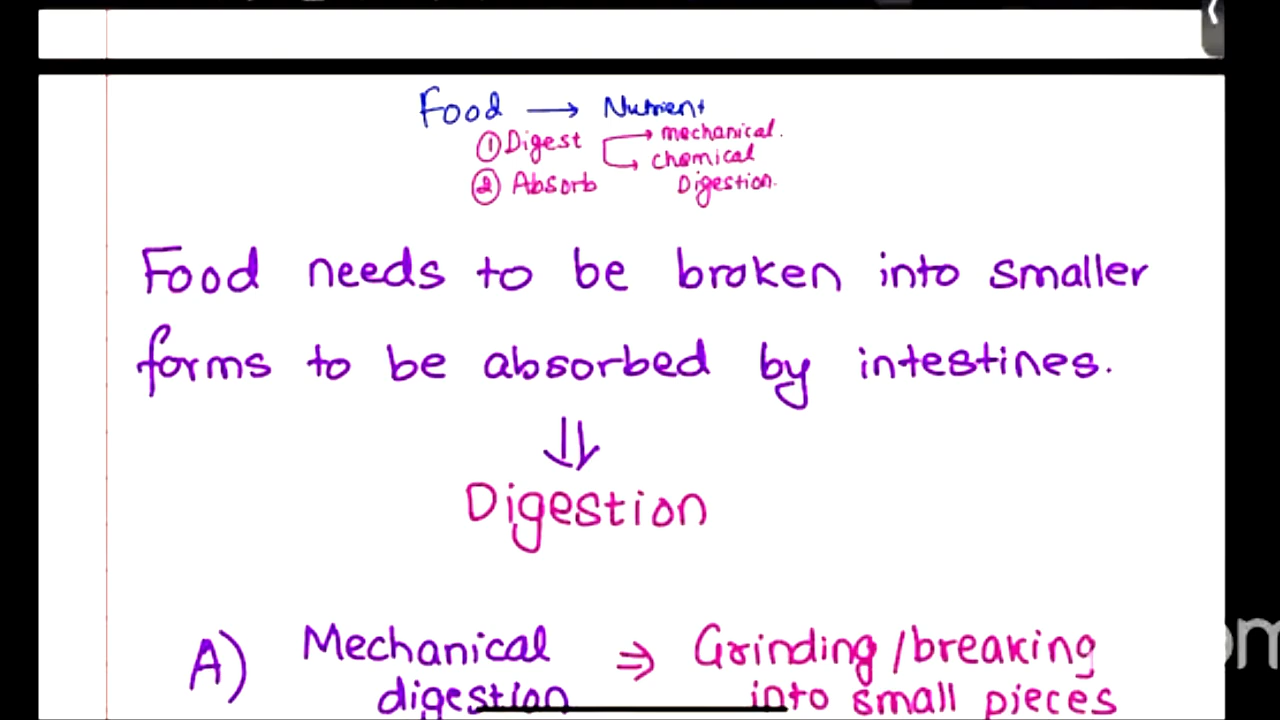 Food → Nutrient
① Digest → mechanical.
→ chemical
② Absorb Digestion.
Food needs to be broken into smaller
forms to be absorbed by intestines.
⇓
Digestion
A) Mechanical ⇒ Grinding/breaking
digestion into small pieces
om